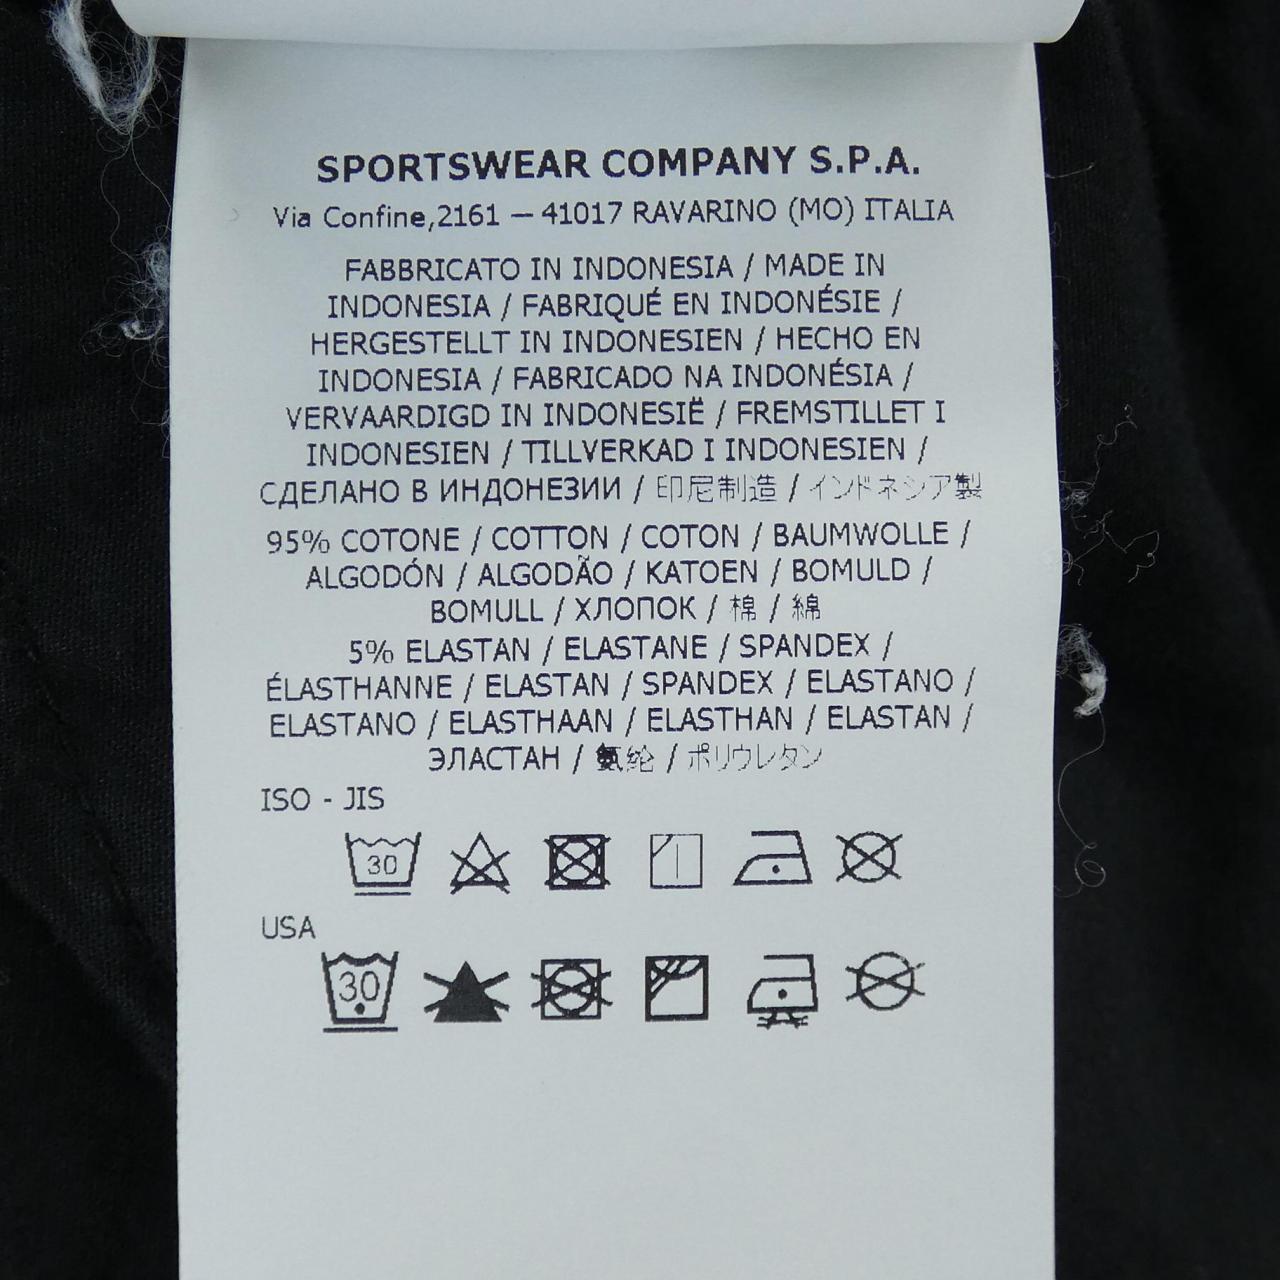 SPORTSWEAR COMPANY S.P.A.
Via Confine,2161 — 41017 RAVARINO (MO) ITALIA
FABBRICATO IN INDONESIA / MADE IN
INDONESIA / FABRIQUÉ EN INDONÉSIE /
HERGESTELLT IN INDONESIEN / HECHO EN
INDONESIA / FABRICADO NA INDONÉSIA /
VERVAARDIGD IN INDONESIË / FREMSTILLET I
INDONESIEN / TILLVERKAD I INDONESIEN /
СДЕЛАНО В ИНДОНЕЗИИ / 印尼制造 / インドネシア製
95% COTONE / COTTON / COTON / BAUMWOLLE /
ALGODÓN / ALGODÃO / KATOEN / BOMULD /
BOMULL / ХЛОПОК / 棉 / 綿
5% ELASTAN / ELASTANE / SPANDEX /
ÉLASTHANNE / ELASTAN / SPANDEX / ELASTANO /
ELASTANO / ELASTHAAN / ELASTHAN / ELASTAN /
ЭЛАСТАН / 氨纶 / ポリウレタン
ISO - JIS
30
USA
30